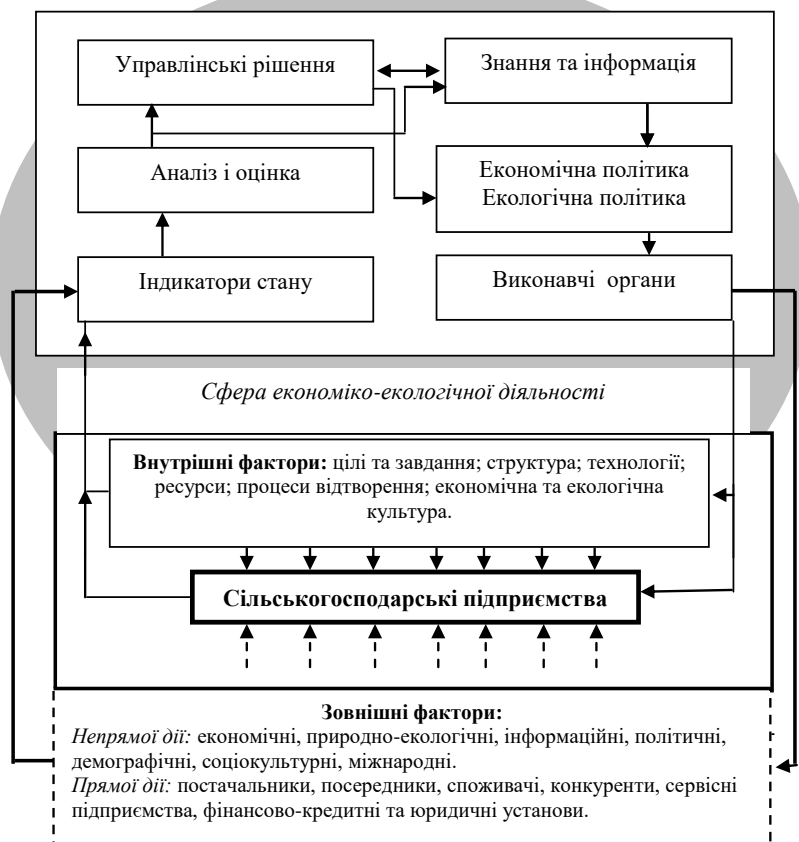 Управлінські рішення
Знання та інформація
Аналіз і оцінка
Економічна політика
Екологічна політика
Індикатори стану
Виконавчі органи
Сфера економіко-екологічної діяльності
Внутрішні фактори: цілі та завдання; структура; технології;
ресурси; процеси відтворення; економічна та екологічна
культура.
Сільськогосподарські підприємства
Зовнішні фактори:
Непрямої дії: економічні, природно-екологічні, інформаційні, політичні,
демографічні, соціокультурні, міжнародні.
Прямої дії: постачальники, посередники, споживачі, конкуренти, сервісні
підприємства, фінансово-кредитні та юридичні установи.